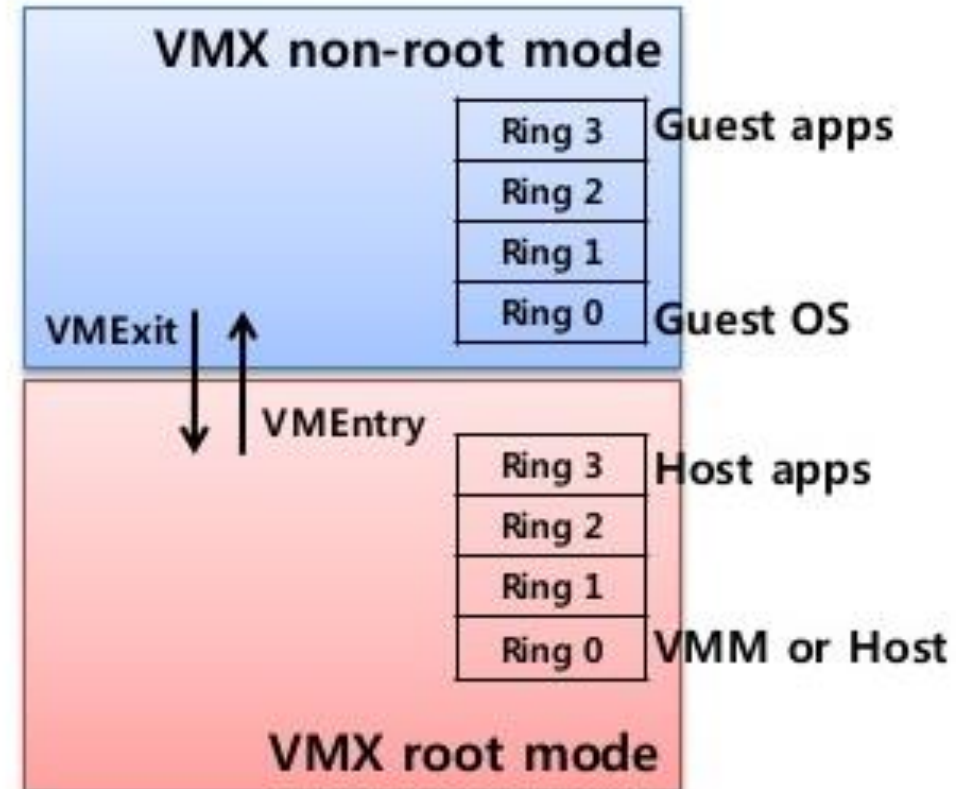 VMX non-root mode
Ring 3 Guest apps
Ring 2
Ring 1
Ring 0 Guest OS
VMExit
VMEntry
Ring 3 Host apps
Ring 2
Ring 1
Ring 0 VMM or Host
VMX root mode